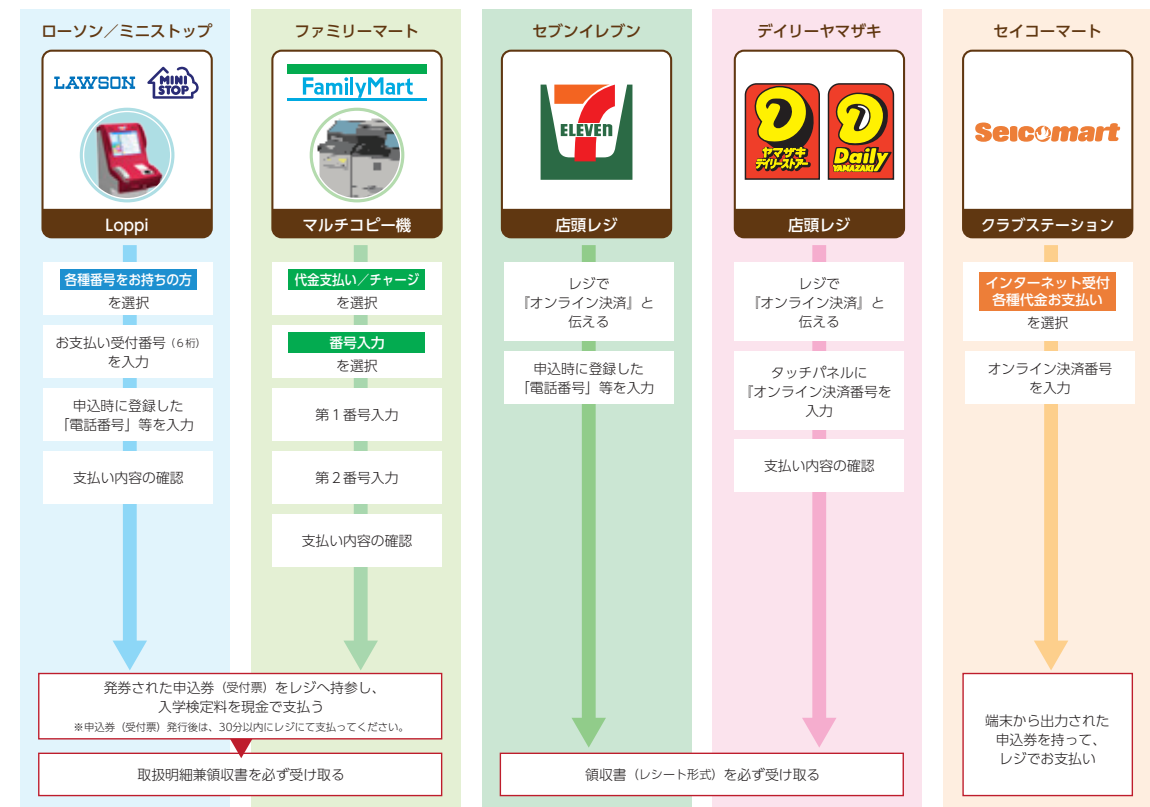 ローソン／ミニストップ
LAWSON
MINI
STOP
Loppi
各種番号をお持ちの方
を選択
お支払い受付番号（6桁）
を入力
申込時に登録した
「電話番号」等を入力
支払い内容の確認
ファミリーマート
FamilyMart
マルチコピー機
代金支払い／チャージ
を選択
番号入力
を選択
第１番号入力
第２番号入力
支払い内容の確認
発券された申込券（受付票）をレジへ持参し、
入学検定料を現金で支払う
※申込券（受付票）発行後は、30分以内にレジにて支払ってください。
取扱明細兼領収書を必ず受け取る
セブンイレブン
7
ELEVEn
店頭レジ
レジで
『オンライン決済』と
伝える
申込時に登録した
「電話番号」等を入力
デイリーヤマザキ
ヤマザキ
デイリーストアー
Daily
YAMAZAKI
店頭レジ
レジで
『オンライン決済』と
伝える
タッチパネルに
『オンライン決済番号を
入力
支払い内容の確認
領収書（レシート形式）を必ず受け取る
セイコーマート
Seicomart
クラブステーション
インターネット受付
各種代金お支払い
を選択
オンライン決済番号
を入力
端末から出力された
申込券を持って、
レジでお支払い